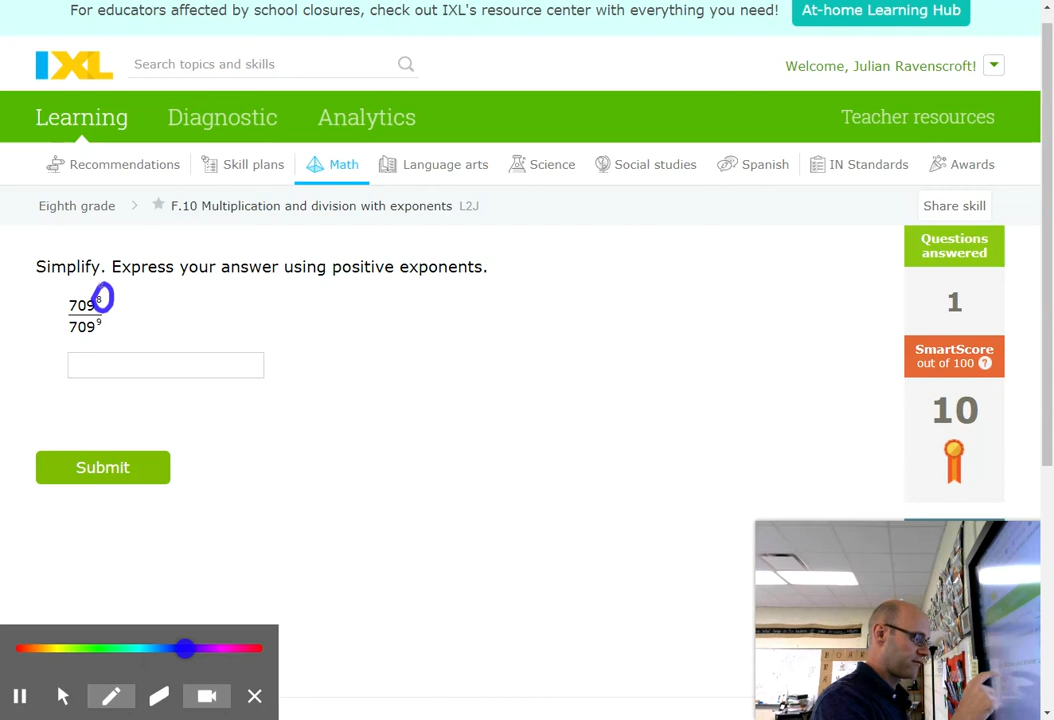 For educators affected by school closures, check out IXL's resource center with everything you need!
At-home Learning Hub
IXL
Search topics and skills
Welcome, Julian Ravenscroft!
Learning
Diagnostic
Analytics
Teacher resources
Recommendations
Skill plans
Math
Language arts
Science
Social studies
Spanish
IN Standards
Awards
Eighth grade > F.10 Multiplication and division with exponents L2J
Share skill
Questions
answered
1
SmartScore
out of 100 ?
10
Simplify. Express your answer using positive exponents.
709⁸
709⁹
Submit